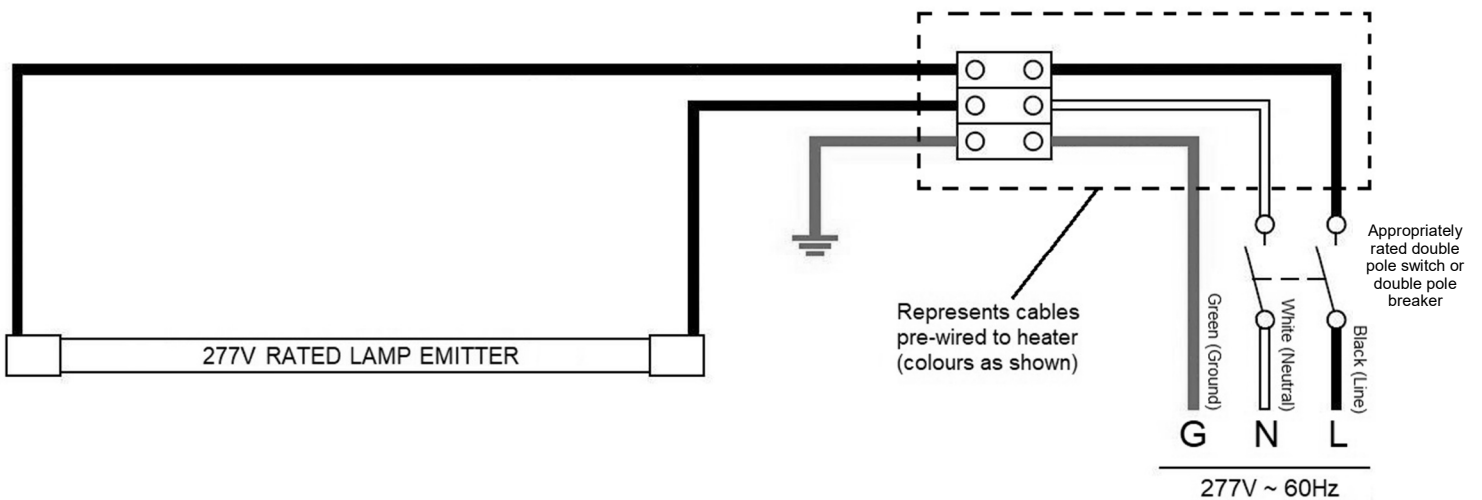 Appropriately
rated double
pole switch or
double pole
breaker
277V RATED LAMP EMITTER
Represents cables
pre-wired to heater
(colours as shown)
Green (Ground)
White (Neutral)
Black (Line)
G N L
277V ~ 60Hz